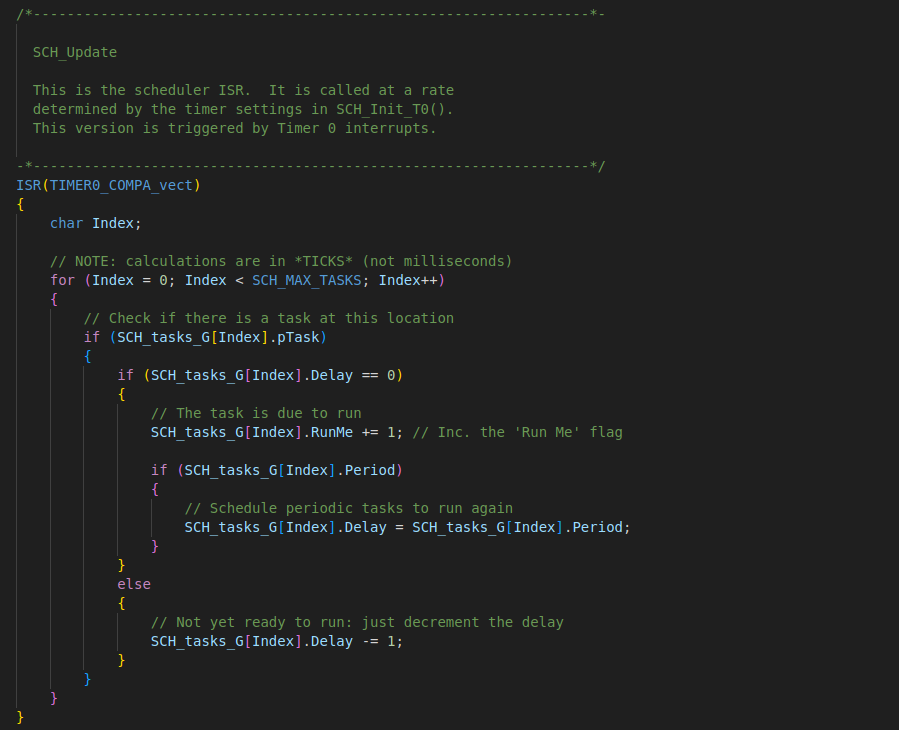 /*------------------------------------------------------------------*-
SCH_Update
This is the scheduler ISR.  It is called at a rate
determined by the timer settings in SCH_Init_T0().
This version is triggered by Timer 0 interrupts.
-*------------------------------------------------------------------*/
ISR(TIMER0_COMPA_vect)
{
    char Index;
    // NOTE: calculations are in *TICKS* (not milliseconds)
    for (Index = 0; Index < SCH_MAX_TASKS; Index++)
    {
        // Check if there is a task at this location
        if (SCH_tasks_G[Index].pTask)
        {
            if (SCH_tasks_G[Index].Delay == 0)
            {
                // The task is due to run
                SCH_tasks_G[Index].RunMe += 1; // Inc. the 'Run Me' flag
                if (SCH_tasks_G[Index].Period)
                {
                    // Schedule periodic tasks to run again
                    SCH_tasks_G[Index].Delay = SCH_tasks_G[Index].Period;
                }
            }
            else
            {
                // Not yet ready to run: just decrement the delay
                SCH_tasks_G[Index].Delay -= 1;
            }
        }
    }
}